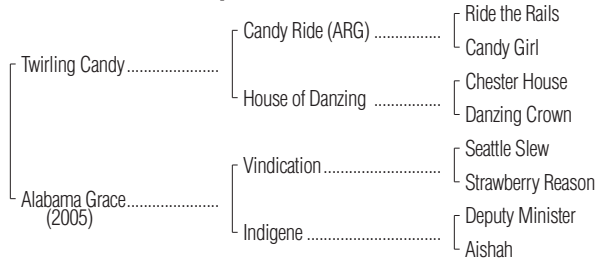 Ride the Rails
Candy Ride (ARG) ................
Candy Girl
Twirling Candy ......................
Chester House
House of Danzing ................
Danzing Crown
Seattle Slew
Vindication ............................
Strawberry Reason
Alabama Grace ......................
(2005)
Deputy Minister
Indigene ................................
Aishah